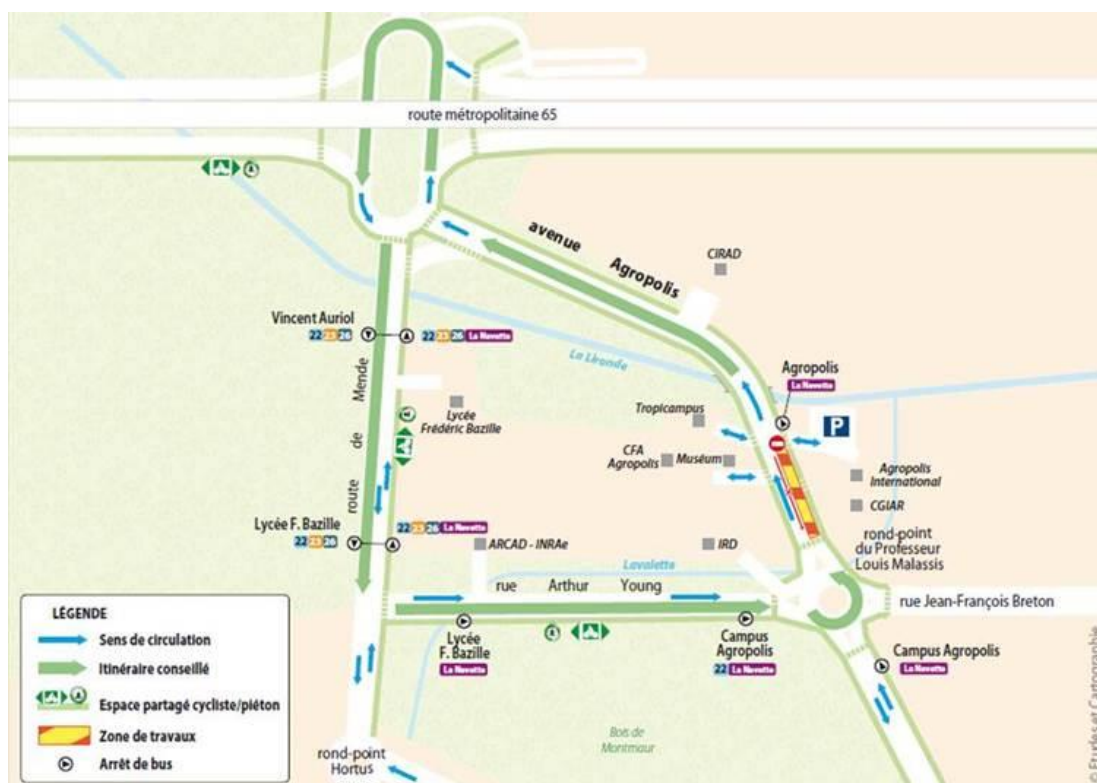 route métropolitaine 65
avenue
Agropolis
CIRAD
Vincent Auriol
22 23 26
22 23 26 La Navette
La Lironde
Mende
de
route
Agropolis
La Navette
Lycée
Frédéric Bazille
Tropicampus
P
CFA
Agropolis
Muséum
Agropolis
International
CGIAR
Lycée F. Bazille
22 23 26
22 23 26 La Navette
ARCAD - INRAe
IRD
rond-point
du Professeur
Louis Malassis
Lavalette
rue Arthur Young
rue Jean-François Breton
LÉGENDE
Sens de circulation
Itinéraire conseillé
Espace partagé cycliste/piéton
Zone de travaux
Arrêt de bus
Lycée
F. Bazille
La Navette
Campus
Agropolis
22 La Navette
Campus Agropolis
La Navette
Bois de
Montmaur
rond-point
Hortus
© Etudes et Cartographie